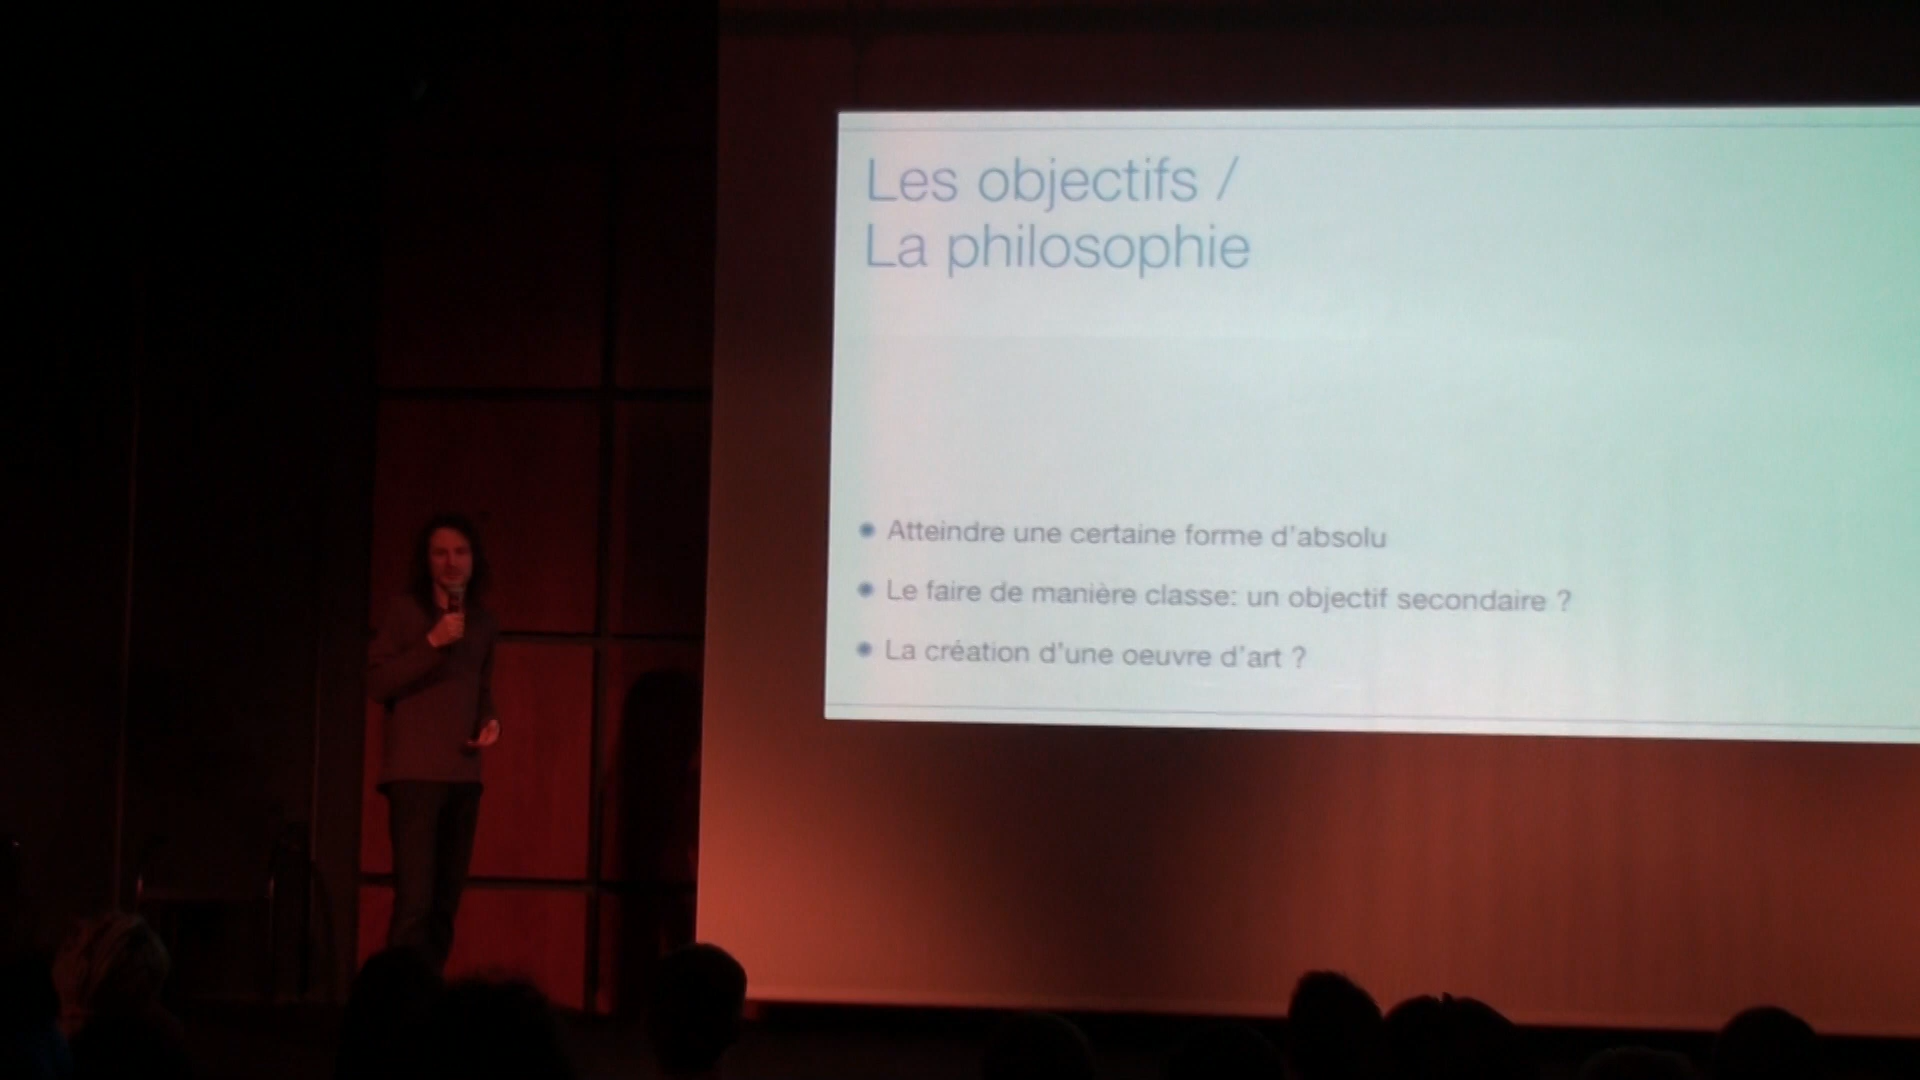 Les objectifs /
La philosophie
Atteindre une certaine forme d'absolu
Le faire de manière classe: un objectif secondaire ?
La création d'une oeuvre d'art ?